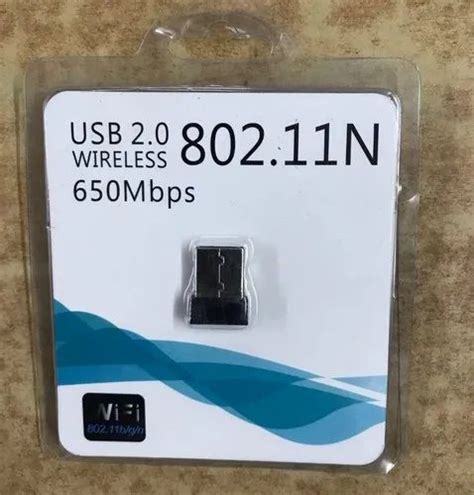 USB 2.0
WIRELESS
802.11N
650Mbps
WiFi
802.11b/g/n